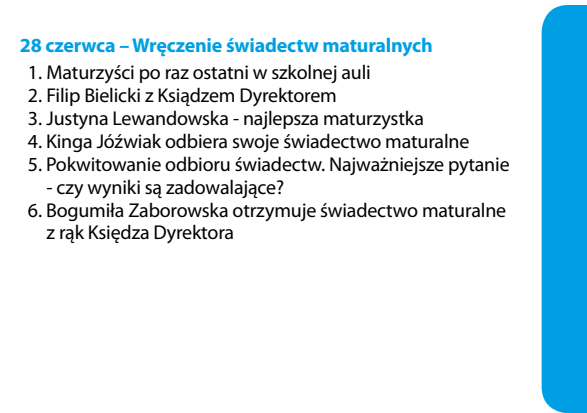 28 czerwca – Wręczenie świadectw maturalnych
1. Maturzyści po raz ostatni w szkolnej auli
2. Filip Bielicki z Księdzem Dyrektorem
3. Justyna Lewandowska - najlepsza maturzystka
4. Kinga Jóźwiak odbiera swoje świadectwo maturalne
5. Pokwitowanie odbioru świadectw. Najważniejsze pytanie
- czy wyniki są zadowalające?
6. Bogumiła Zaborowska otrzymuje świadectwo maturalne
z rąk Księdza Dyrektora